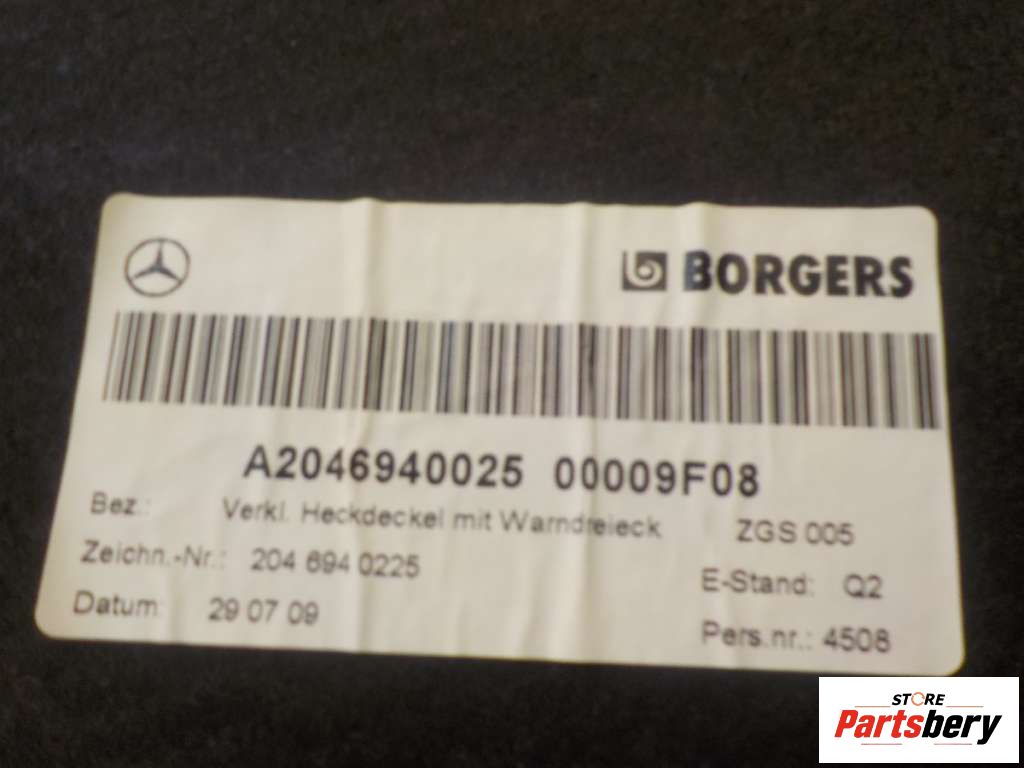 BORGERS
A2046940025 00009F08
Bez.: Verkl. Heckdeckel mit Warndreieck ZGS 005
Zeichn.-Nr.: 204 694 0225 E-Stand: Q2
Datum: 29 07 09 Pers.nr.: 4508
STORE
Partsbery